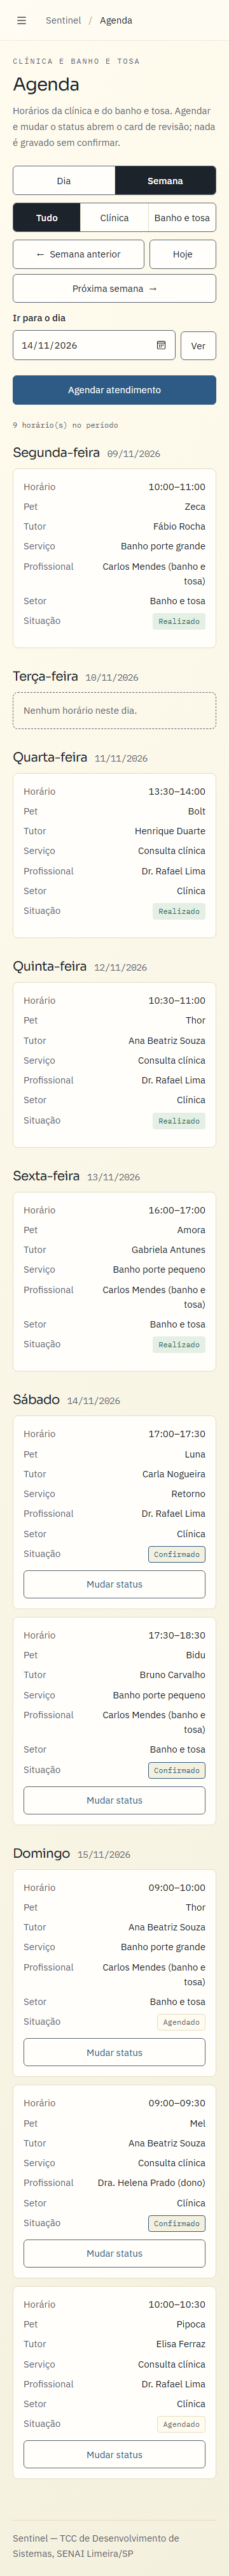 Sentinel / Agenda
CLÍNICA E BANHO E TOSA
Agenda
Horários da clínica e do banho e tosa. Agendar
e mudar o status abrem o card de revisão; nada
é gravado sem confirmar.
Dia Semana
Tudo Clínica Banho e tosa
← Semana anterior Hoje
Próxima semana →
Ir para o dia
14/11/2026 Ver
Agendar atendimento
9 horário(s) no período
Segunda-feira 09/11/2026
Horário 10:00–11:00
Pet Zeca
Tutor Fábio Rocha
Serviço Banho porte grande
Profissional Carlos Mendes (banho e
tosa)
Setor Banho e tosa
Situação Realizado
Terça-feira 10/11/2026
Nenhum horário neste dia.
Quarta-feira 11/11/2026
Horário 13:30–14:00
Pet Bolt
Tutor Henrique Duarte
Serviço Consulta clínica
Profissional Dr. Rafael Lima
Setor Clínica
Situação Realizado
Quinta-feira 12/11/2026
Horário 10:30–11:00
Pet Thor
Tutor Ana Beatriz Souza
Serviço Consulta clínica
Profissional Dr. Rafael Lima
Setor Clínica
Situação Realizado
Sexta-feira 13/11/2026
Horário 16:00–17:00
Pet Amora
Tutor Gabriela Antunes
Serviço Banho porte pequeno
Profissional Carlos Mendes (banho e
tosa)
Setor Banho e tosa
Situação Realizado
Sábado 14/11/2026
Horário 17:00–17:30
Pet Luna
Tutor Carla Nogueira
Serviço Retorno
Profissional Dr. Rafael Lima
Setor Clínica
Situação Confirmado
Mudar status
Horário 17:30–18:30
Pet Bidu
Tutor Bruno Carvalho
Serviço Banho porte pequeno
Profissional Carlos Mendes (banho e
tosa)
Setor Banho e tosa
Situação Confirmado
Mudar status
Domingo 15/11/2026
Horário 09:00–10:00
Pet Thor
Tutor Ana Beatriz Souza
Serviço Banho porte grande
Profissional Carlos Mendes (banho e
tosa)
Setor Banho e tosa
Situação Agendado
Mudar status
Horário 09:00–09:30
Pet Mel
Tutor Ana Beatriz Souza
Serviço Consulta clínica
Profissional Dra. Helena Prado (dono)
Setor Clínica
Situação Confirmado
Mudar status
Horário 10:00–10:30
Pet Pipoca
Tutor Elisa Ferraz
Serviço Consulta clínica
Profissional Dr. Rafael Lima
Setor Clínica
Situação Agendado
Mudar status
Sentinel — TCC de Desenvolvimento de
Sistemas, SENAI Limeira/SP